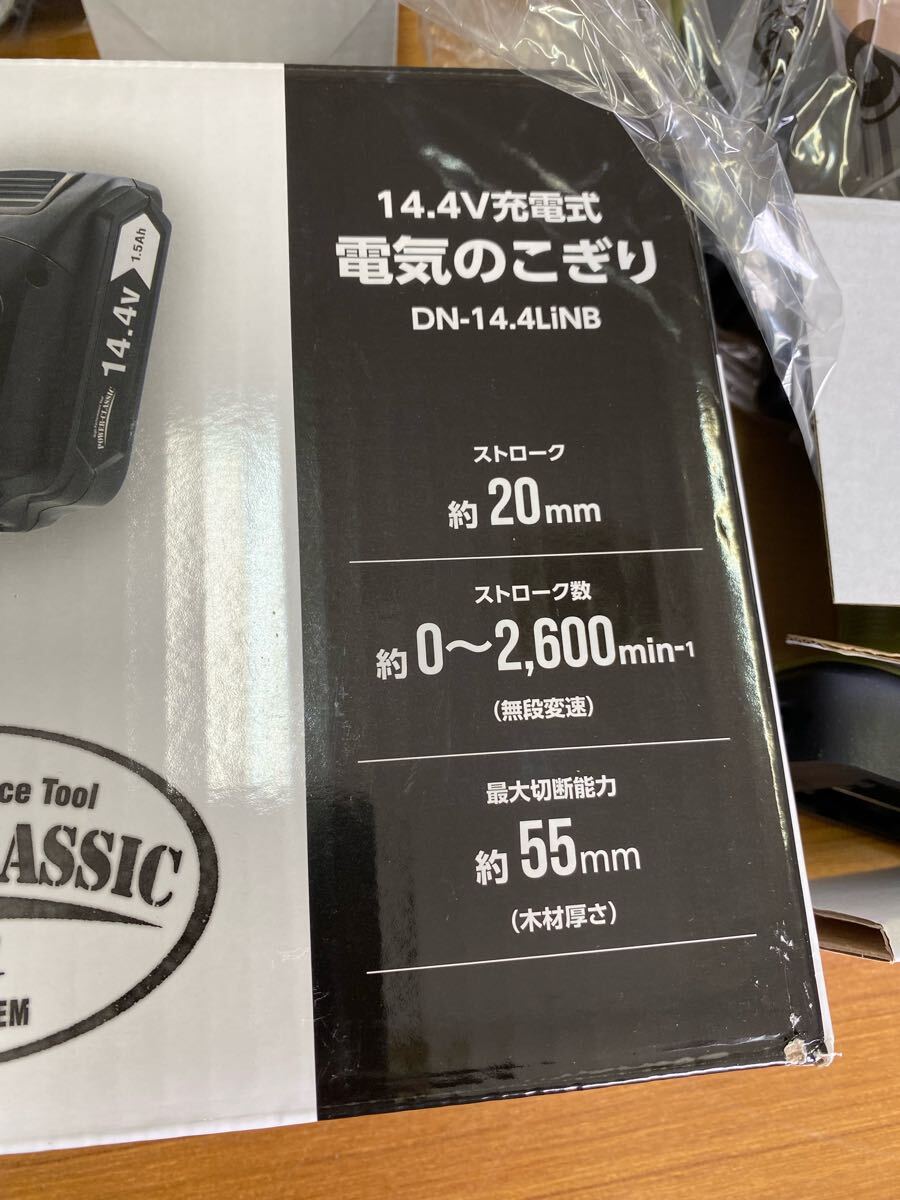 14.4V充電式
電気のこぎり
DN-14.4LiNB
ストローク
約 20mm
ストローク数
約 0〜2,600min-1
（無段変速）
最大切断能力
約 55mm
（木材厚さ）
1.5Ah
14.4V
POWER-CLASSIC
ce Tool
ASSIC
EM